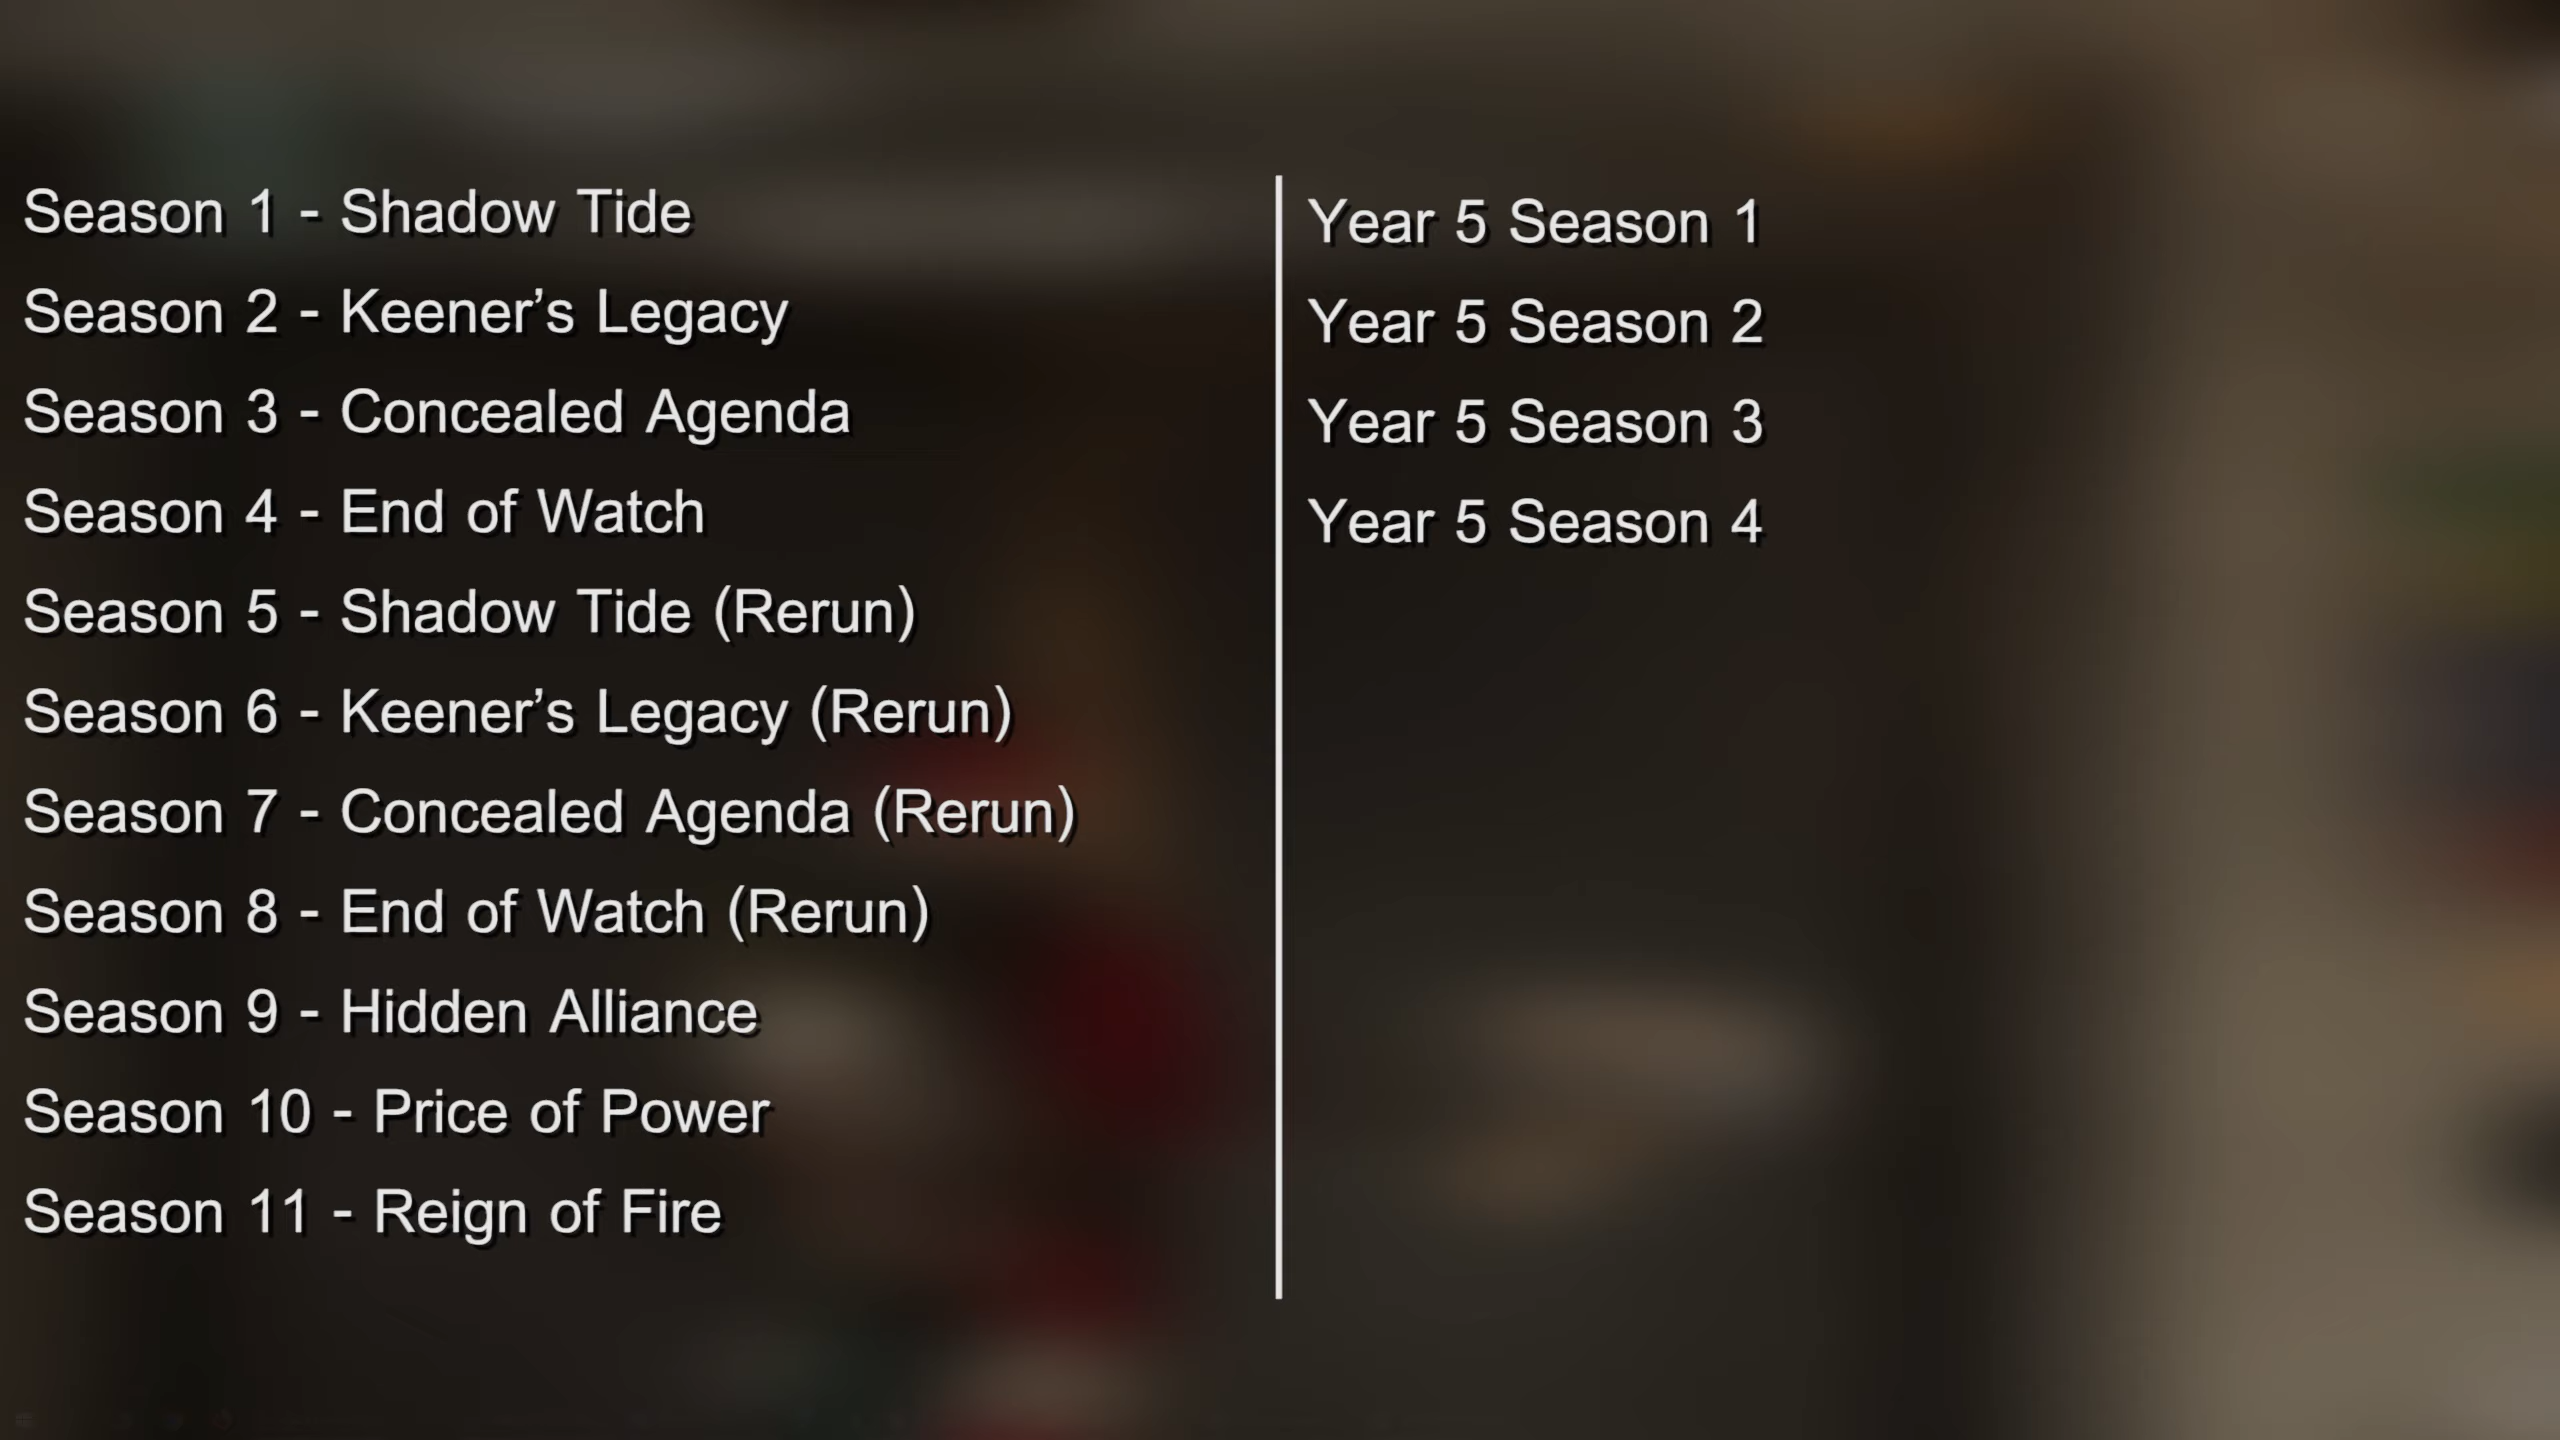 Season 1 - Shadow Tide
Season 2 - Keener’s Legacy
Season 3 - Concealed Agenda
Season 4 - End of Watch
Season 5 - Shadow Tide (Rerun)
Season 6 - Keener’s Legacy (Rerun)
Season 7 - Concealed Agenda (Rerun)
Season 8 - End of Watch (Rerun)
Season 9 - Hidden Alliance
Season 10 - Price of Power
Season 11 - Reign of Fire
Year 5 Season 1
Year 5 Season 2
Year 5 Season 3
Year 5 Season 4